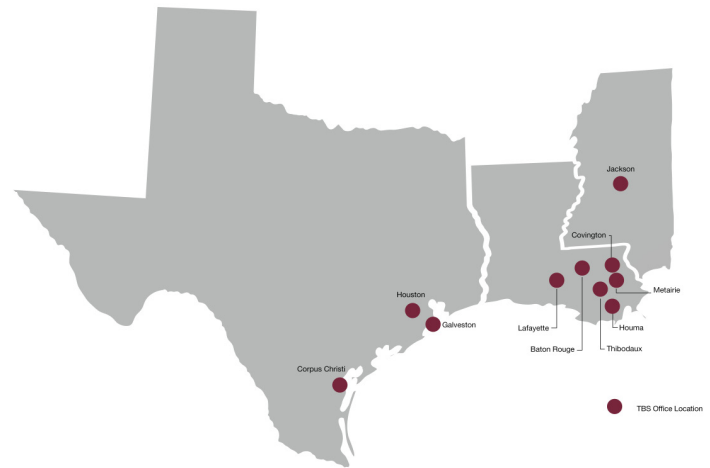 Jackson
Covington
Metairie
Houston
Galveston
Lafayette
Houma
Baton Rouge
Thibodaux
Corpus Christi
TBS Office Location